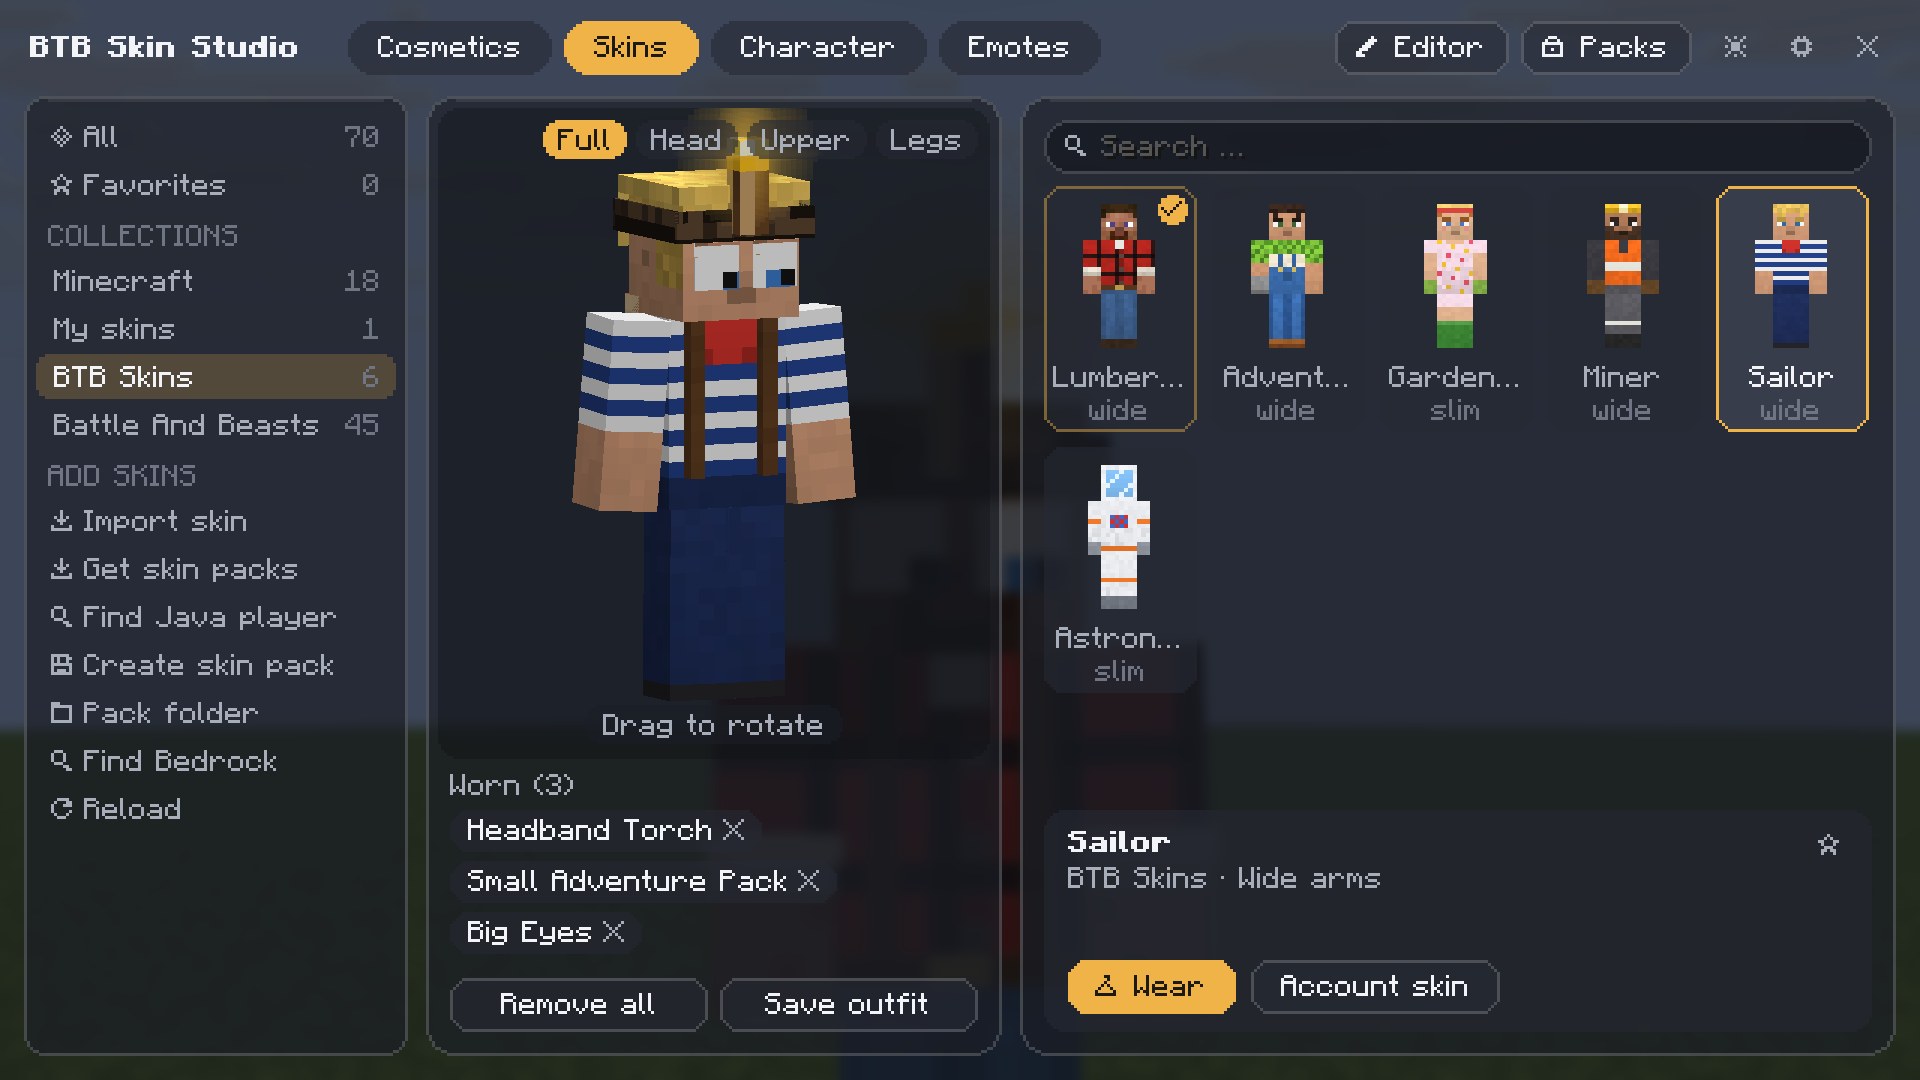 BTB Skin Studio
Cosmetics
Skins
Character
Emotes
Editor
Packs
All 70
Favorites 0
COLLECTIONS
Minecraft 18
My skins 1
BTB Skins 6
Battle And Beasts 45
ADD SKINS
Import skin
Get skin packs
Find Java player
Create skin pack
Pack folder
Find Bedrock
Reload
Full
Head
Upper
Legs
Drag to rotate
Worn (3)
Headband Torch
Small Adventure Pack
Big Eyes
Remove all
Save outfit
Search ...
Lumber...
wide
Advent...
wide
Garden...
slim
Miner
wide
Sailor
wide
Astron...
slim
Sailor
BTB Skins · Wide arms
Wear
Account skin